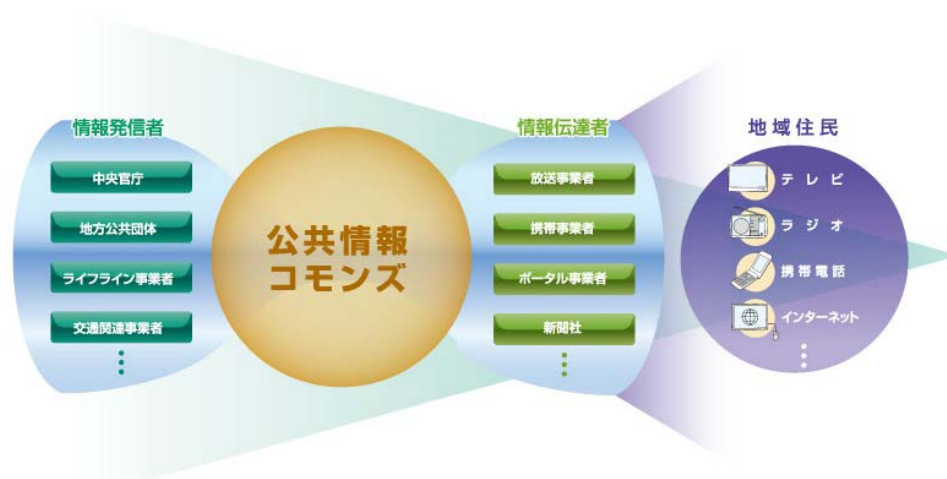 情報発信者
中央官庁
地方公共団体
ライフライン事業者
交通関連事業者
公共情報
コモンズ
情報伝達者
放送事業者
携帯事業者
ポータル事業者
新聞社
地域住民
テレビ
ラジオ
携帯電話
インターネット